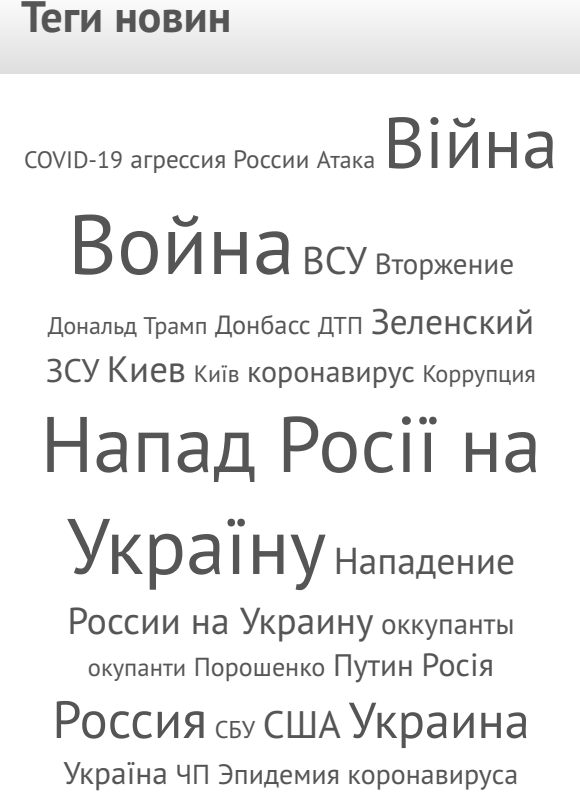 Теги новин
COVID-19 агрессия России Атака Війна
Война ВСУ Вторжение
Дональд Трамп Донбасс ДТП Зеленский
ЗСУ Киев Київ коронавирус Коррупция
Напад Росії на
Україну Нападение
России на Украину оккупанты
окупанти Порошенко Путин Росія
Россия СБУ США Украина
Україна ЧП Эпидемия коронавируса